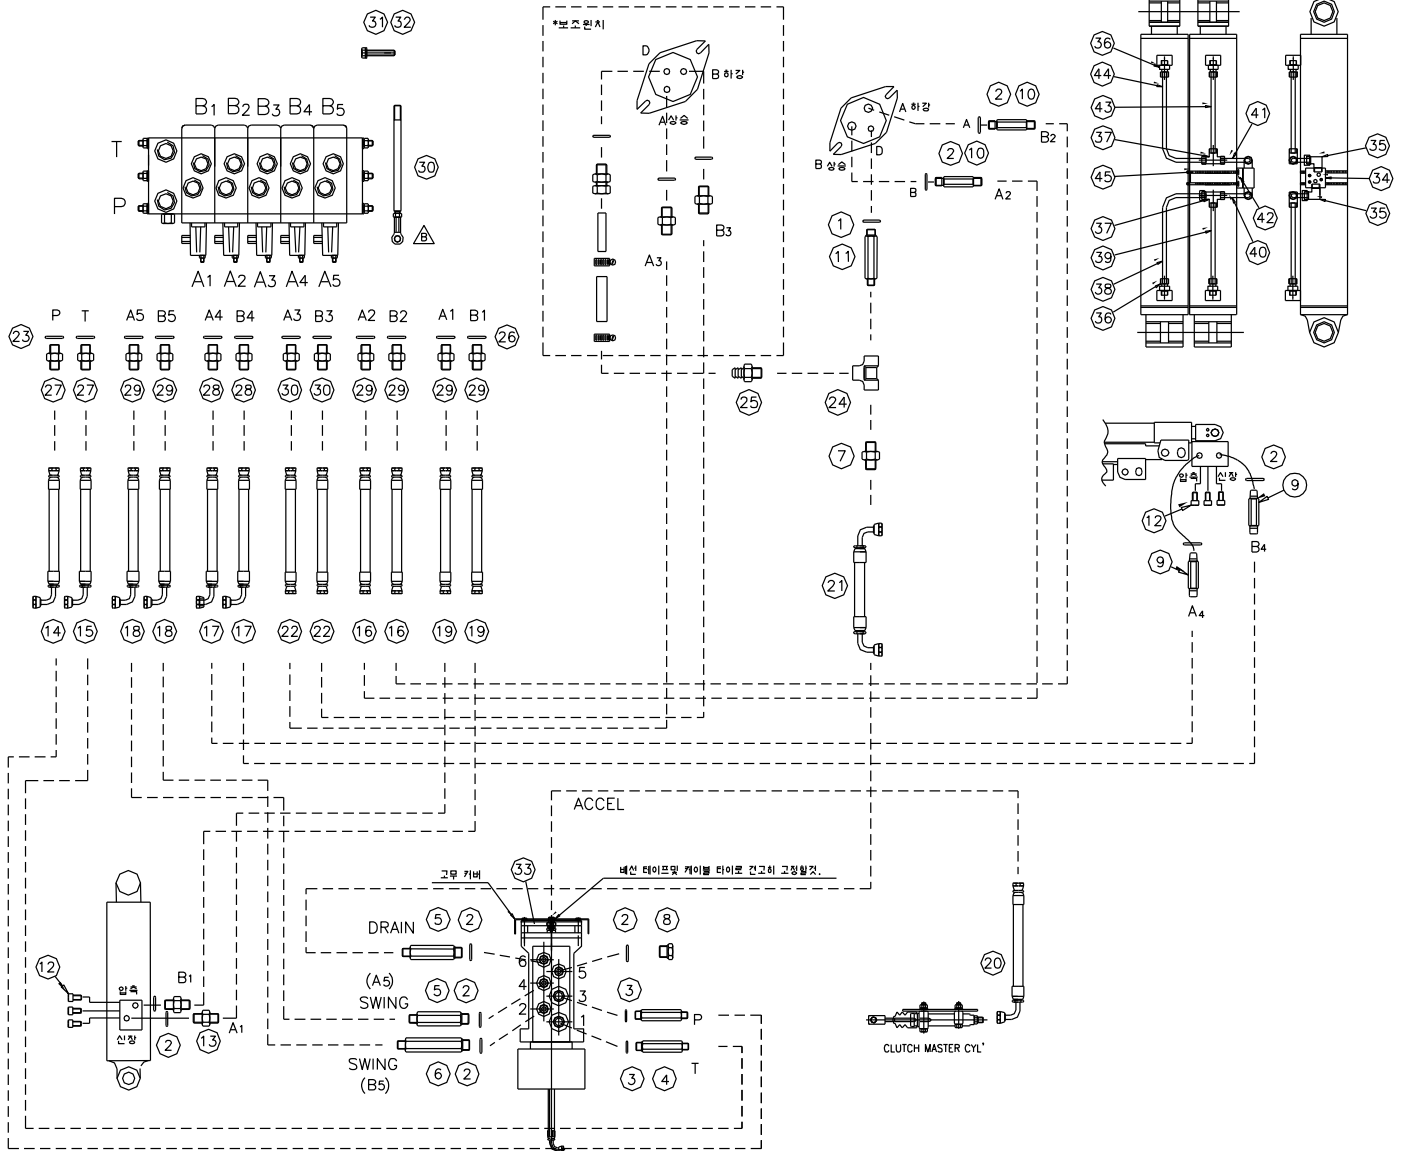 31 32
*보조윈치
D
B 하강
A 상승
B1 B2 B3 B4 B5
T
P
A1 A2 A3 A4 A5
30
B
A 하강
D
B 상승
2 10
A
B2
2 10
B
A2
1
11
B3
A3
36
44
43
37
41
45
42
37
40
39
38
36
35
34
35
23
P T A5 B5 A4 B4 A3 B3 A2 B2 A1 B1
26
27 27 29 29 28 28 30 30 29 29 29 29
25
24
7
21
14 15 18 18 17 17 22 22 16 16 19 19
압축 신장
2
9
12
B4
9
A4
ACCEL
고무 커버
33
배선 테이프및 케이블 타이로 견고히 고정할것.
DRAIN
5 2
2 8
6
5
4
3
2
1
(A5)
SWING
5 2
3
P
SWING
(B5)
6 2
3 4
T
12
압축
B1
신장
2
13
A1
20
CLUTCH MASTER CYL'